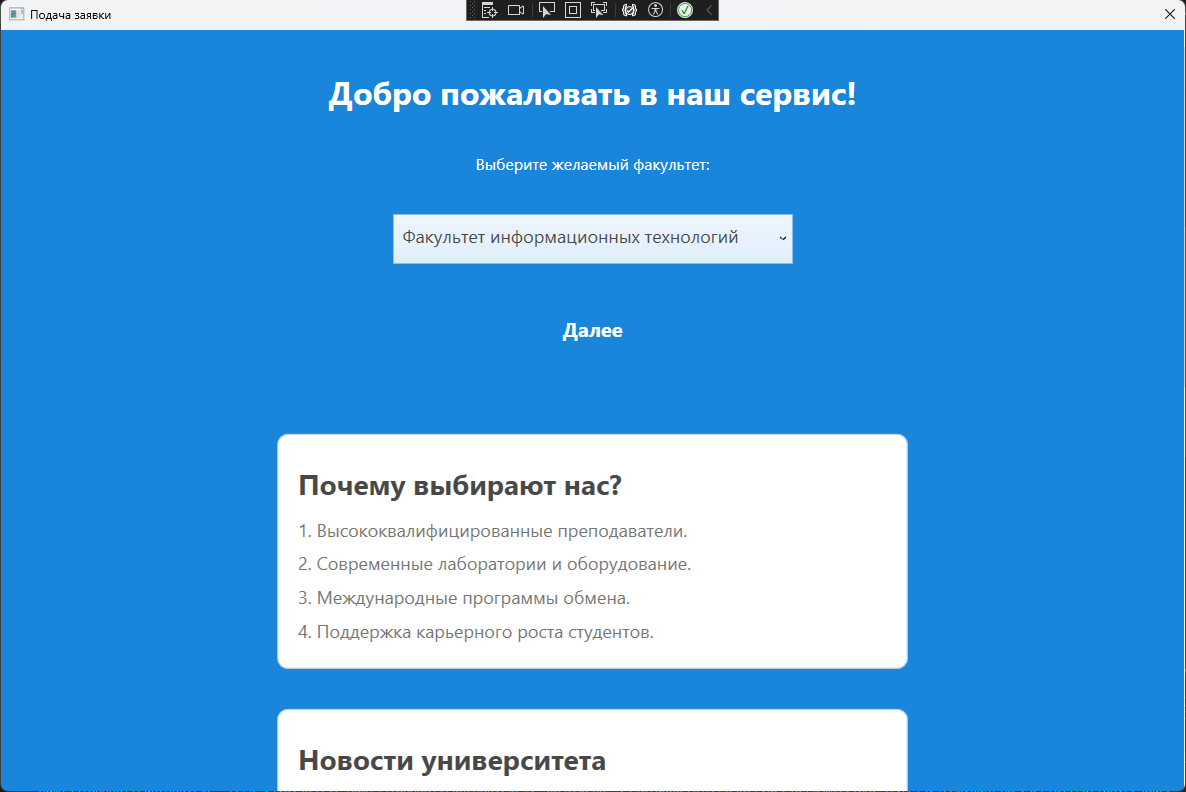 Подача заявки
Добро пожаловать в наш сервис!
Выберите желаемый факультет:
Факультет информационных технологий
Далее
Почему выбирают нас?
1. Высококвалифицированные преподаватели.
2. Современные лаборатории и оборудование.
3. Международные программы обмена.
4. Поддержка карьерного роста студентов.
Новости университета